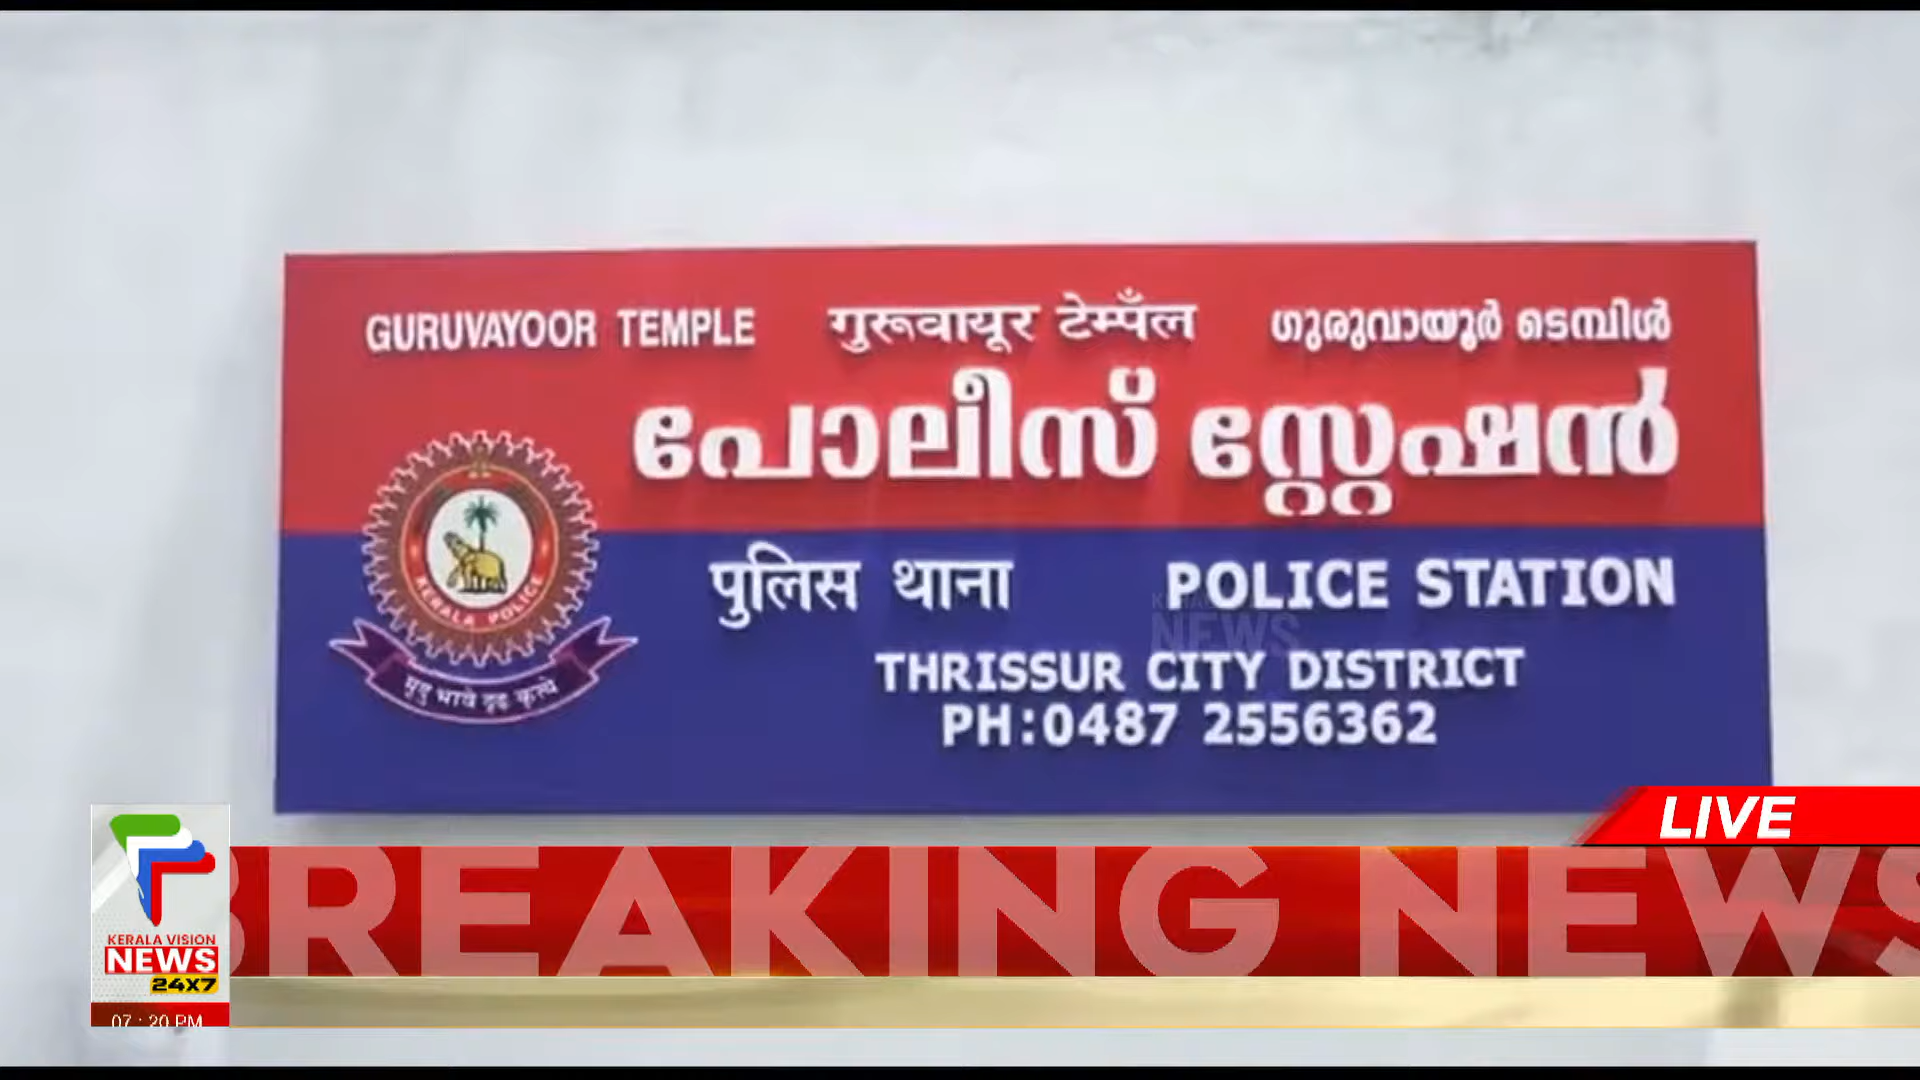 GURUVAYOOR TEMPLE गुरुवायूर टेम्पॅल ഗുരുവായൂർ ടെമ്പിൾ
പോലീസ് സ്റ്റേഷൻ
पुलिस थाना POLICE STATION
THRISSUR CITY DISTRICT
PH:0487 2556362
KERALA POLICE
मृदु भावे दृढ कृत्ये
NEWS
LIVE
BREAKING NEWS
KERALA VISION
NEWS
24X7
07 : 20 PM